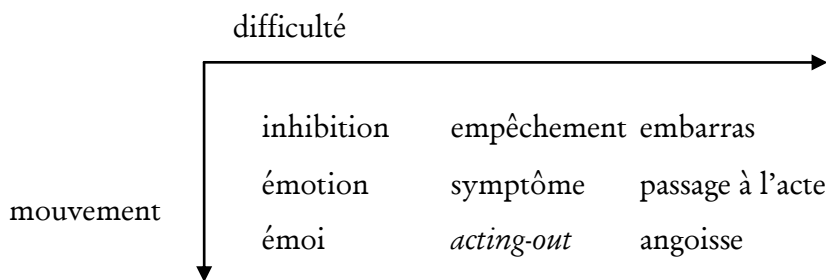 difficulté
inhibition empêchement embarras
émotion symptôme passage à l’acte
mouvement
émoi acting-out angoisse